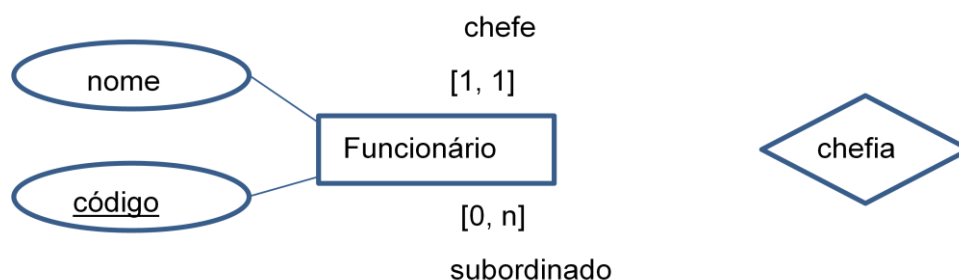 chefe
nome
[1, 1]
Funcionário
chefia
código
[0, n]
subordinado